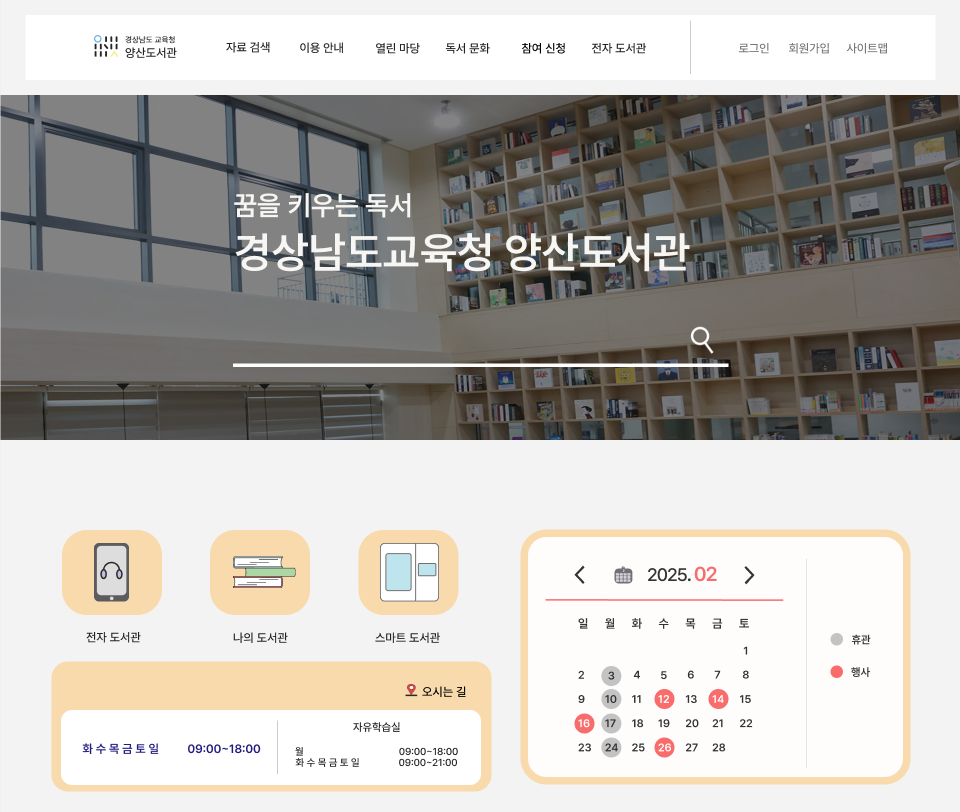 경상남도 교육청
양산도서관
자료 검색 이용 안내 열린 마당 독서 문화 참여 신청 전자 도서관
로그인 회원가입 사이트맵
꿈을 키우는 독서
경상남도교육청 양산도서관
전자 도서관 나의 도서관 스마트 도서관
오시는 길
화 수 목 금 토 일 09:00~18:00
자유학습실
월 09:00~18:00
화 수 목 금 토 일 09:00~21:00
2025. 02
일 월 화 수 목 금 토
1
2 3 4 5 6 7 8
9 10 11 12 13 14 15
16 17 18 19 20 21 22
23 24 25 26 27 28
휴관
행사